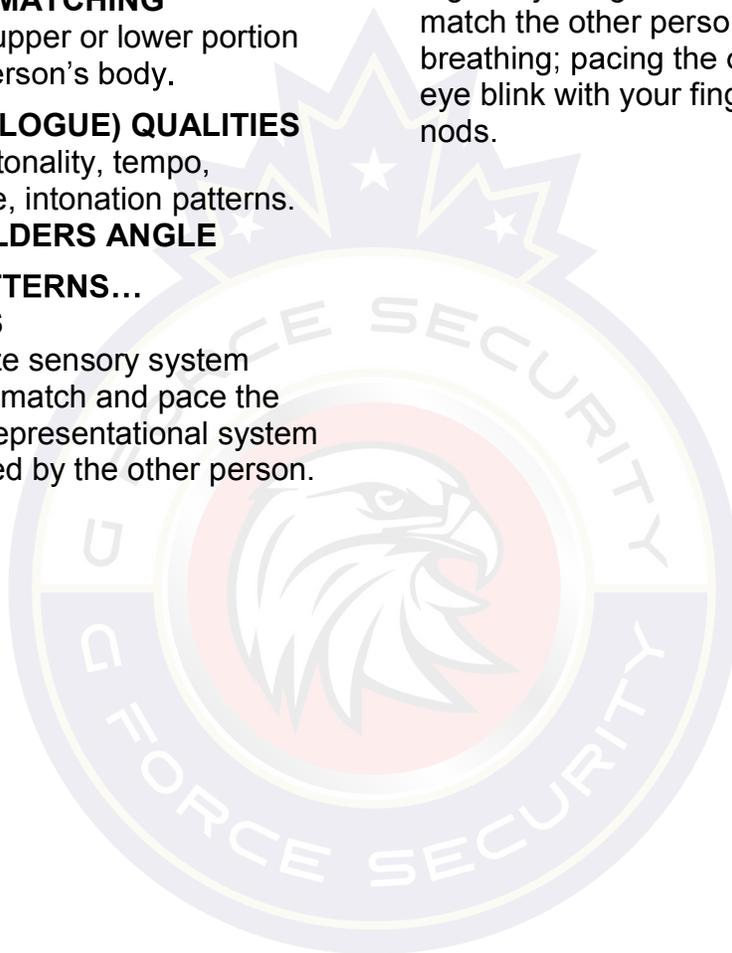 MATCHING
upper or lower portion
erson’s body.
LOGUE) QUALITIES
tonality, tempo,
e, intonation patterns.
LDERS ANGLE
TTERNS…
S
te sensory system
match and pace the
epresentational system
ed by the other person.
match the other perso
breathing; pacing the
eye blink with your fing
nods.
G FORCE SECURITY
G FORCE SECURITY